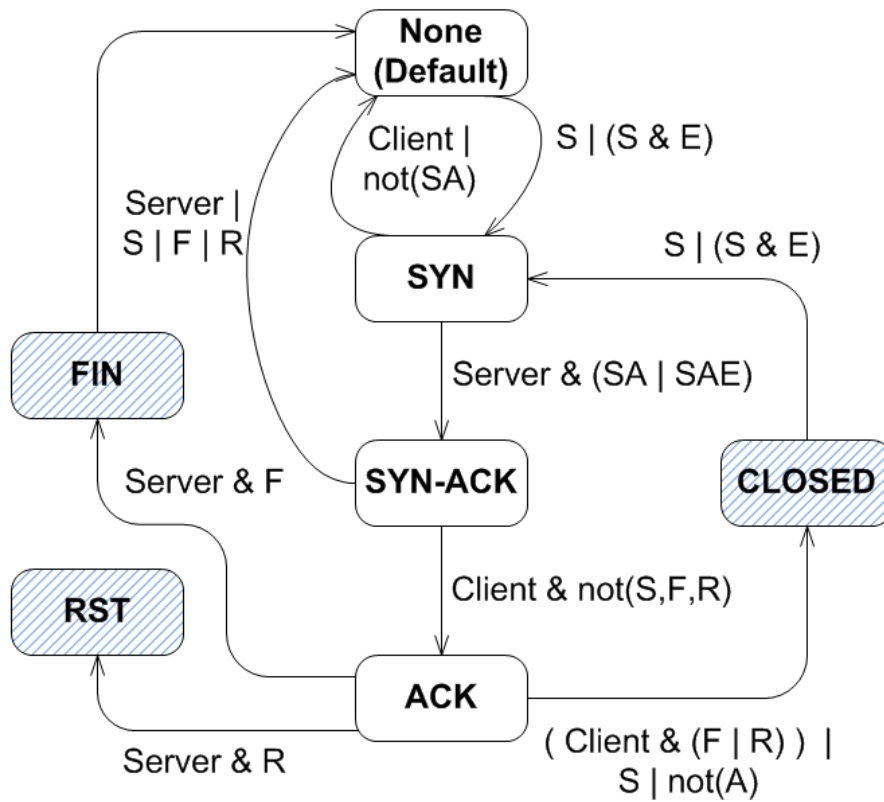 None
(Default)
Client |
not(SA)
S | (S & E)
Server |
S | F | R
S | (S & E)
SYN
FIN
Server & (SA | SAE)
Server & F
SYN-ACK
CLOSED
RST
Client & not(S,F,R)
ACK
Server & R
( Client & (F | R) ) |
S | not(A)